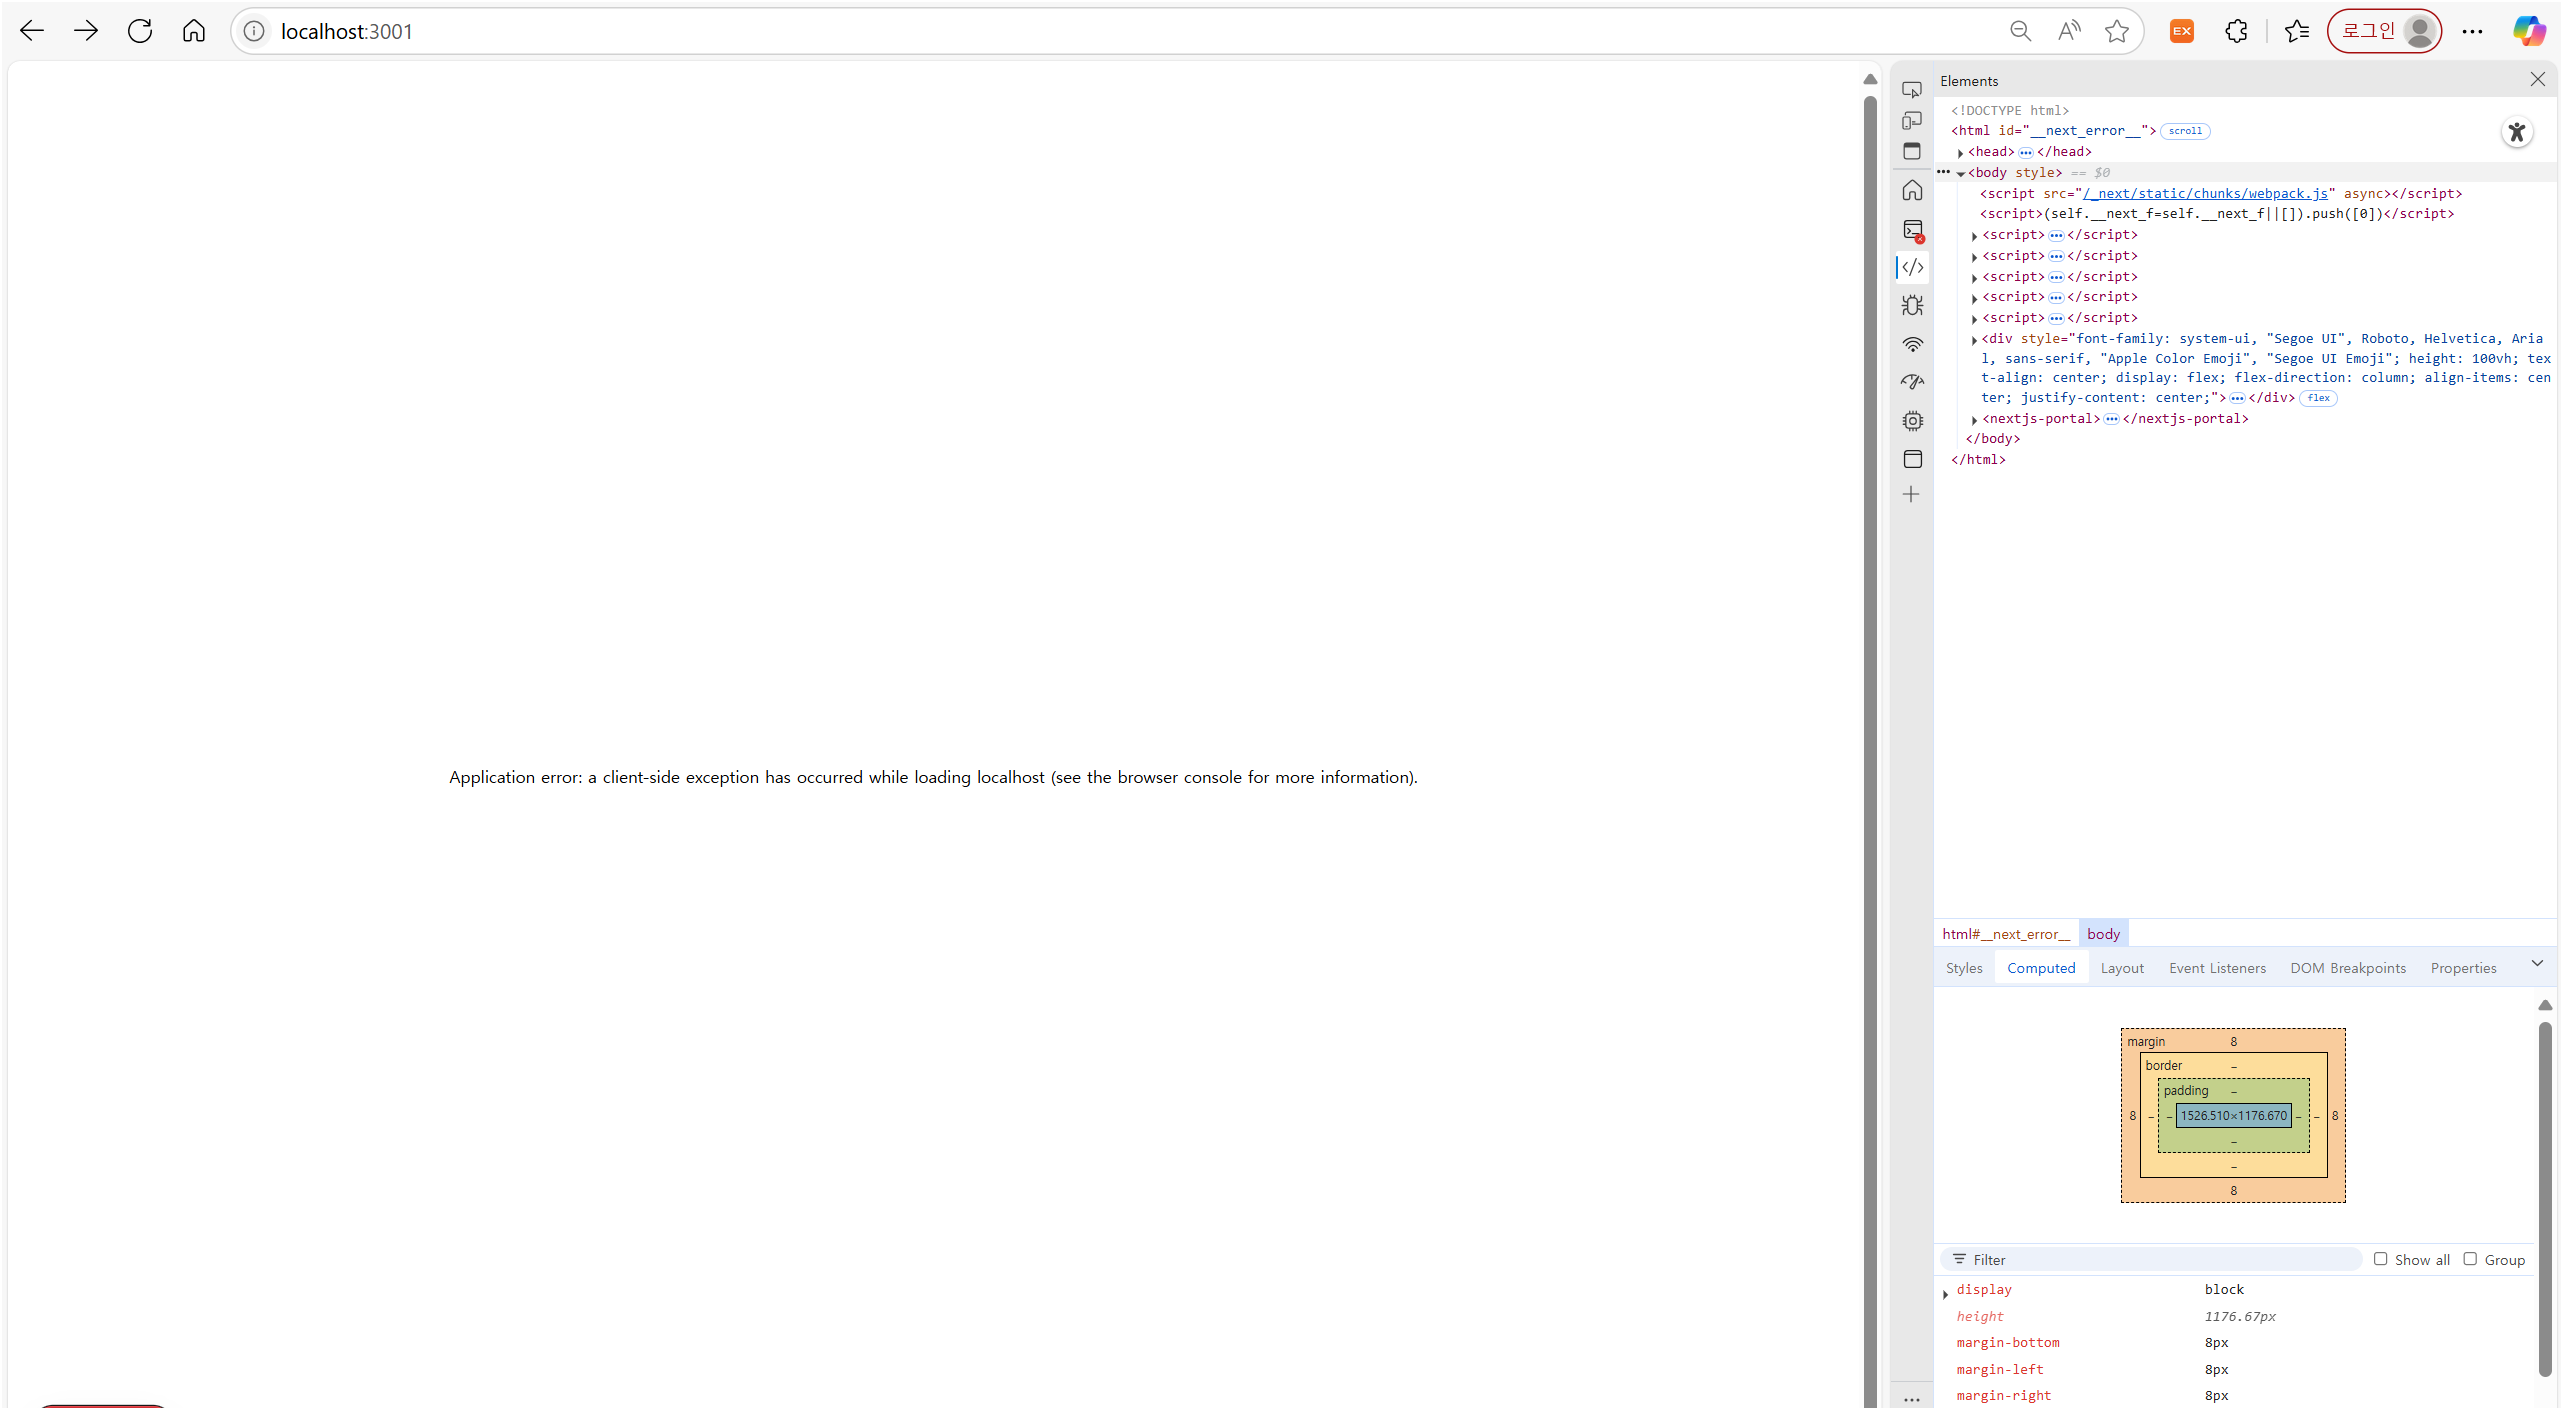 localhost:3001
A
EX
로그인
Application error: a client-side exception has occurred while loading localhost (see the browser console for more information).
Elements
<!DOCTYPE html>
<html id="__next_error__"> scroll
<head>…</head>
<body style> == $0
<script src="/_next/static/chunks/webpack.js" async></script>
<script>(self.__next_f=self.__next_f||[]).push([0])</script>
<script>…</script>
<script>…</script>
<script>…</script>
<script>…</script>
<script>…</script>
<div style="font-family: system-ui, "Segoe UI", Roboto, Helvetica, Aria
l, sans-serif, "Apple Color Emoji", "Segoe UI Emoji"; height: 100vh; tex
t-align: center; display: flex; flex-direction: column; align-items: cen
ter; justify-content: center;">…</div> flex
<nextjs-portal>…</nextjs-portal>
</body>
</html>
html#__next_error__ body
Styles Computed Layout Event Listeners DOM Breakpoints Properties
margin 8
border –
padding –
8 – – 1526.510×1176.670 – – 8
–
–
8
Filter Show all Group
display block
height 1176.67px
margin-bottom 8px
margin-left 8px
margin-right 8px